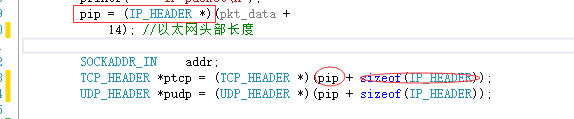 pip = (IP_HEADER *)(pkt_data +
14); //以太网头部长度
SOCKADDR_IN addr;
TCP_HEADER *ptcp = (TCP_HEADER *)(pip + sizeof(IP_HEADER));
UDP_HEADER *pudp = (UDP_HEADER *)(pip + sizeof(IP_HEADER));